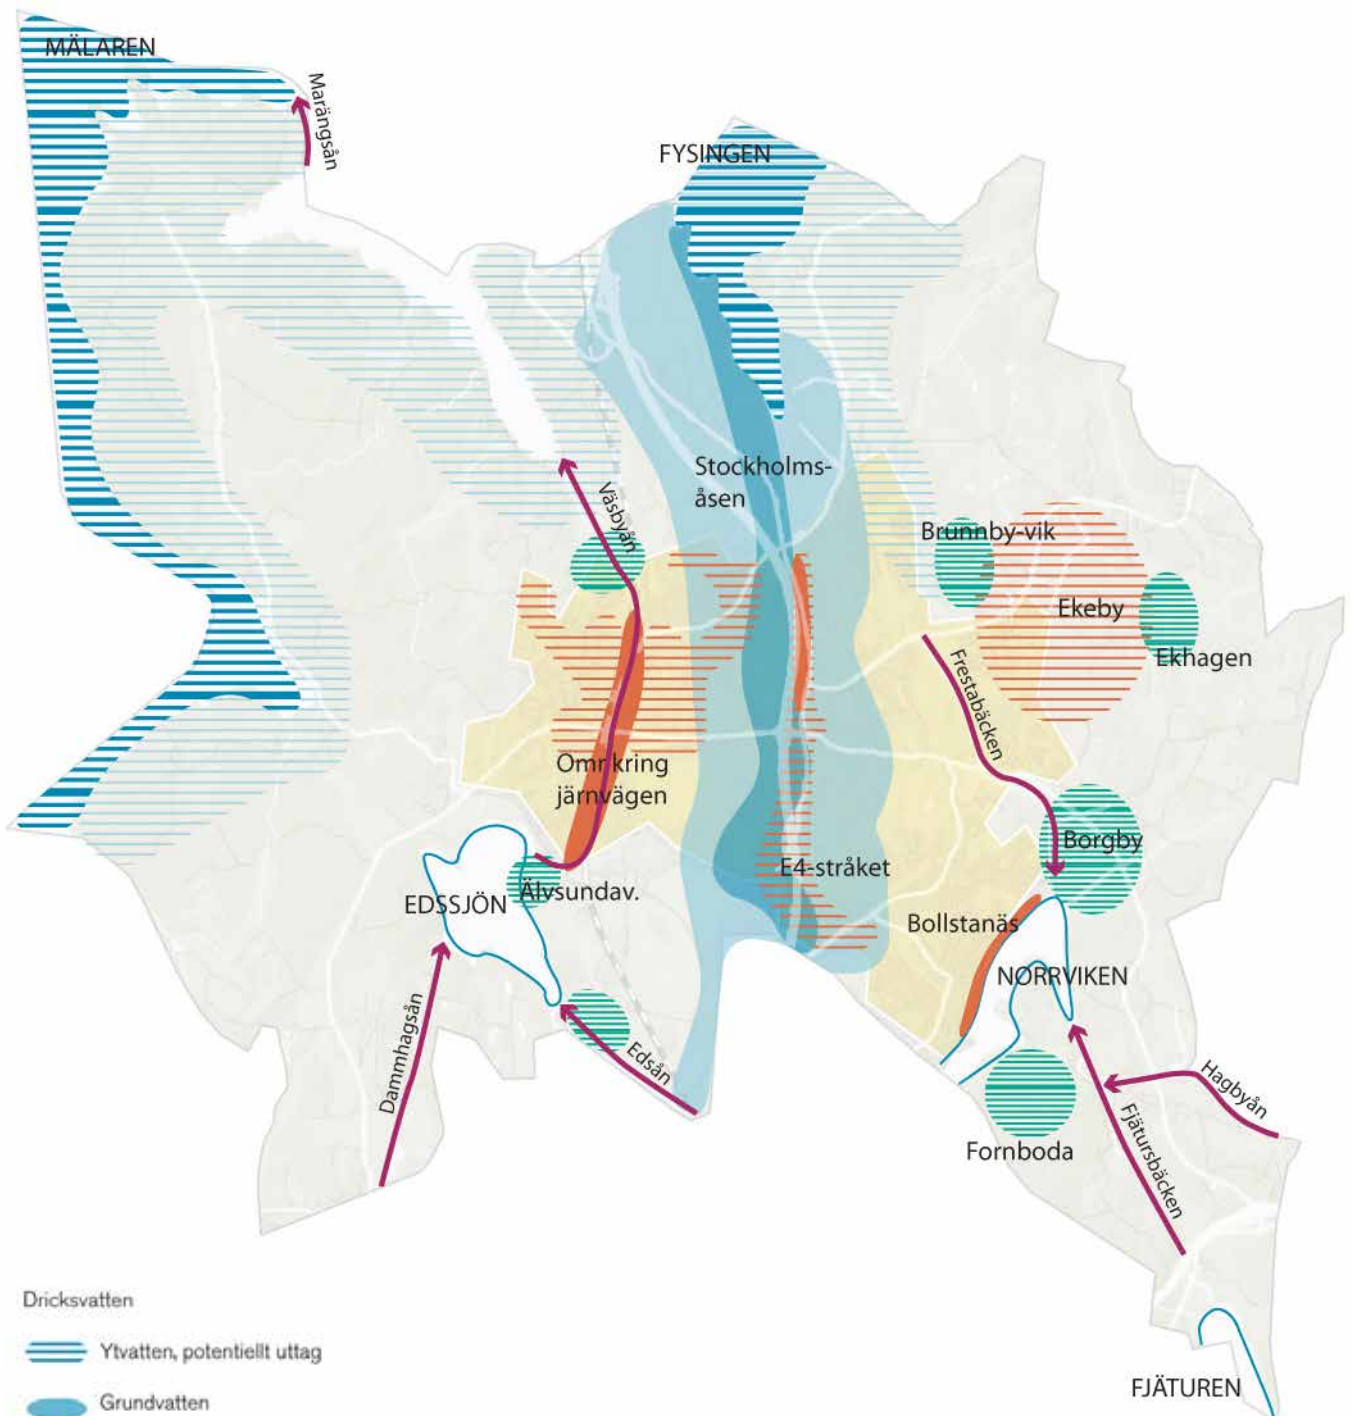 MÄLAREN
Marängsån
FYSINGEN
Stockholms-
åsen
Väsbyån
Brunnby-vik
Ekeby
Ekhagen
Frestabäcken
Omr kring
järnvägen
Borgby
E4-stråket
Älvsundav.
EDSSJÖN
Bollstanäs
NORRVIKEN
Dammhagsån
Edsån
Hagbyån
Fjätursbäcken
Fornboda
Dricksvatten
Ytvatten, potentiellt uttag
FJÄTUREN
Grundvatten